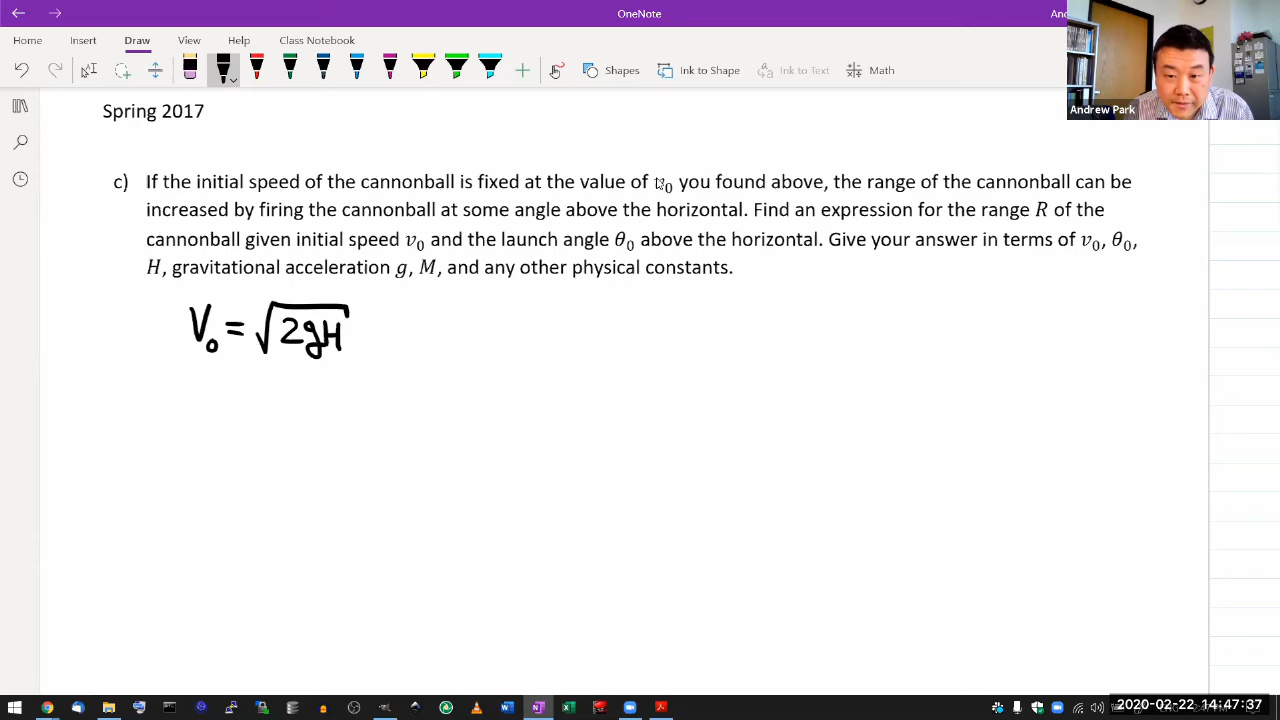 OneNote
An
Home Insert Draw View Help Class Notebook
Shapes Ink to Shape Ink to Text Math
Andrew Park
Spring 2017
c) If the initial speed of the cannonball is fixed at the value of v₀ you found above, the range of the cannonball can be
increased by firing the cannonball at some angle above the horizontal. Find an expression for the range R of the
cannonball given initial speed v₀ and the launch angle θ₀ above the horizontal. Give your answer in terms of v₀, θ₀,
H, gravitational acceleration g, M, and any other physical constants.
V₀ = √2gH
2020-02-22 14:47:37